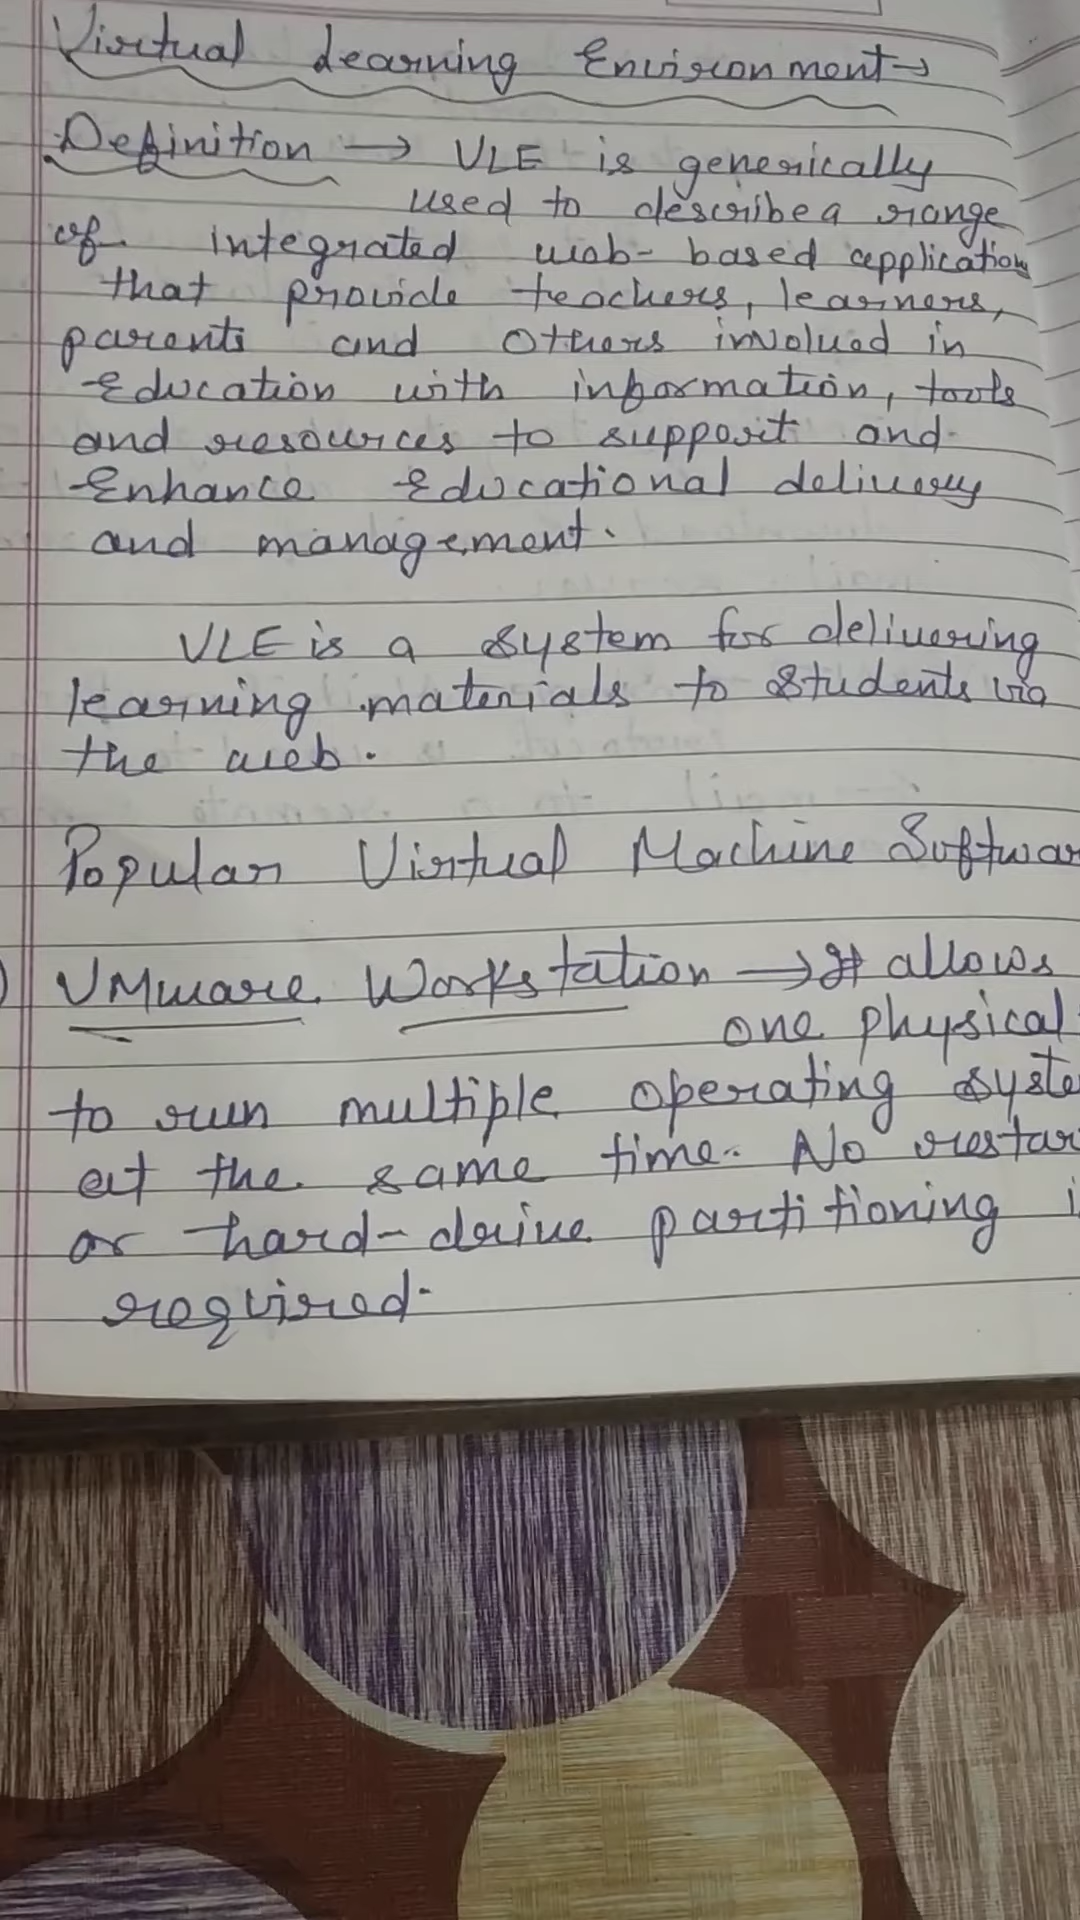 Virtual Learning Environment →
Definition → VLE is generically
used to describe a range
of integrated web-based applications
that provide teachers, learners,
parents and others involved in
Education with information, tools
and resources to support and
Enhance Educational delivery
and management.
VLE is a system for delivering
learning materials to students via
the web.
Popular Virtual Machine Softwar
) VMware Workstation → It allows
one physical
to run multiple operating syste
at the same time. No restar
or hard-drive partitioning i
required.